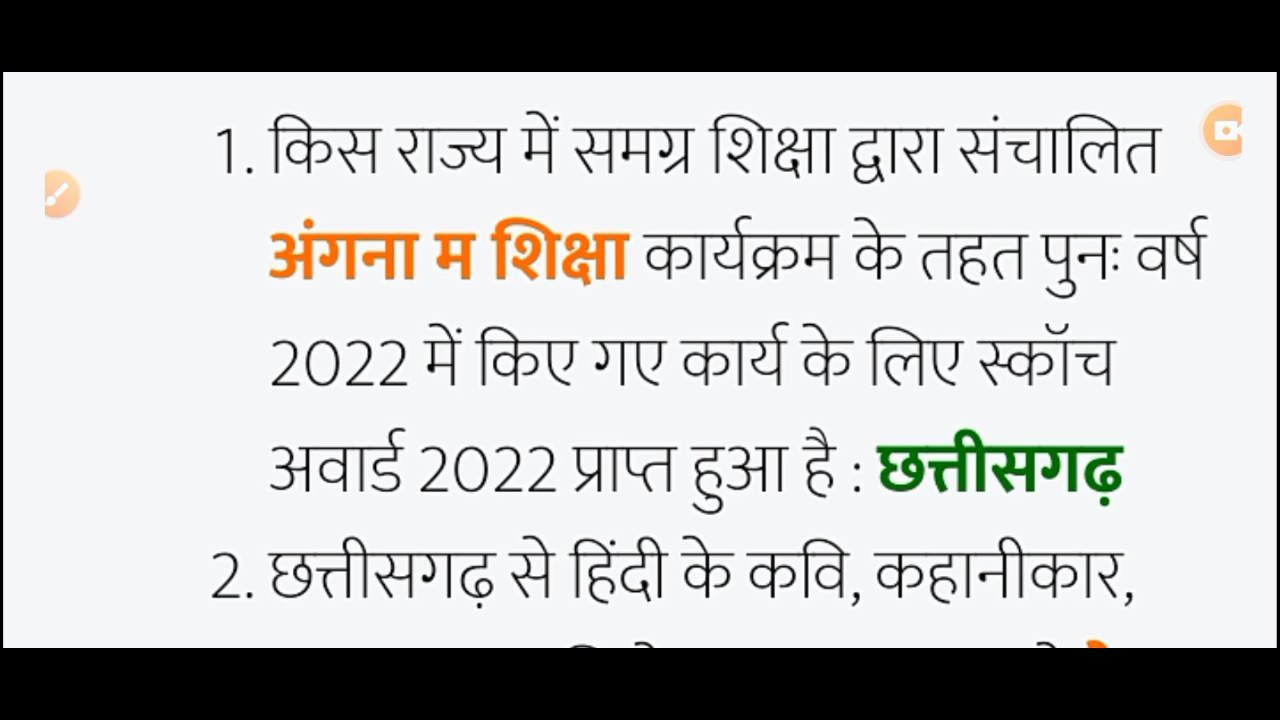 1. किस राज्य में समग्र शिक्षा द्वारा संचालित
अंगना म शिक्षा कार्यक्रम के तहत पुनः वर्ष
2022 में किए गए कार्य के लिए स्कॉच
अवार्ड 2022 प्राप्त हुआ है : छत्तीसगढ़
2. छत्तीसगढ़ से हिंदी के कवि, कहानीकार,